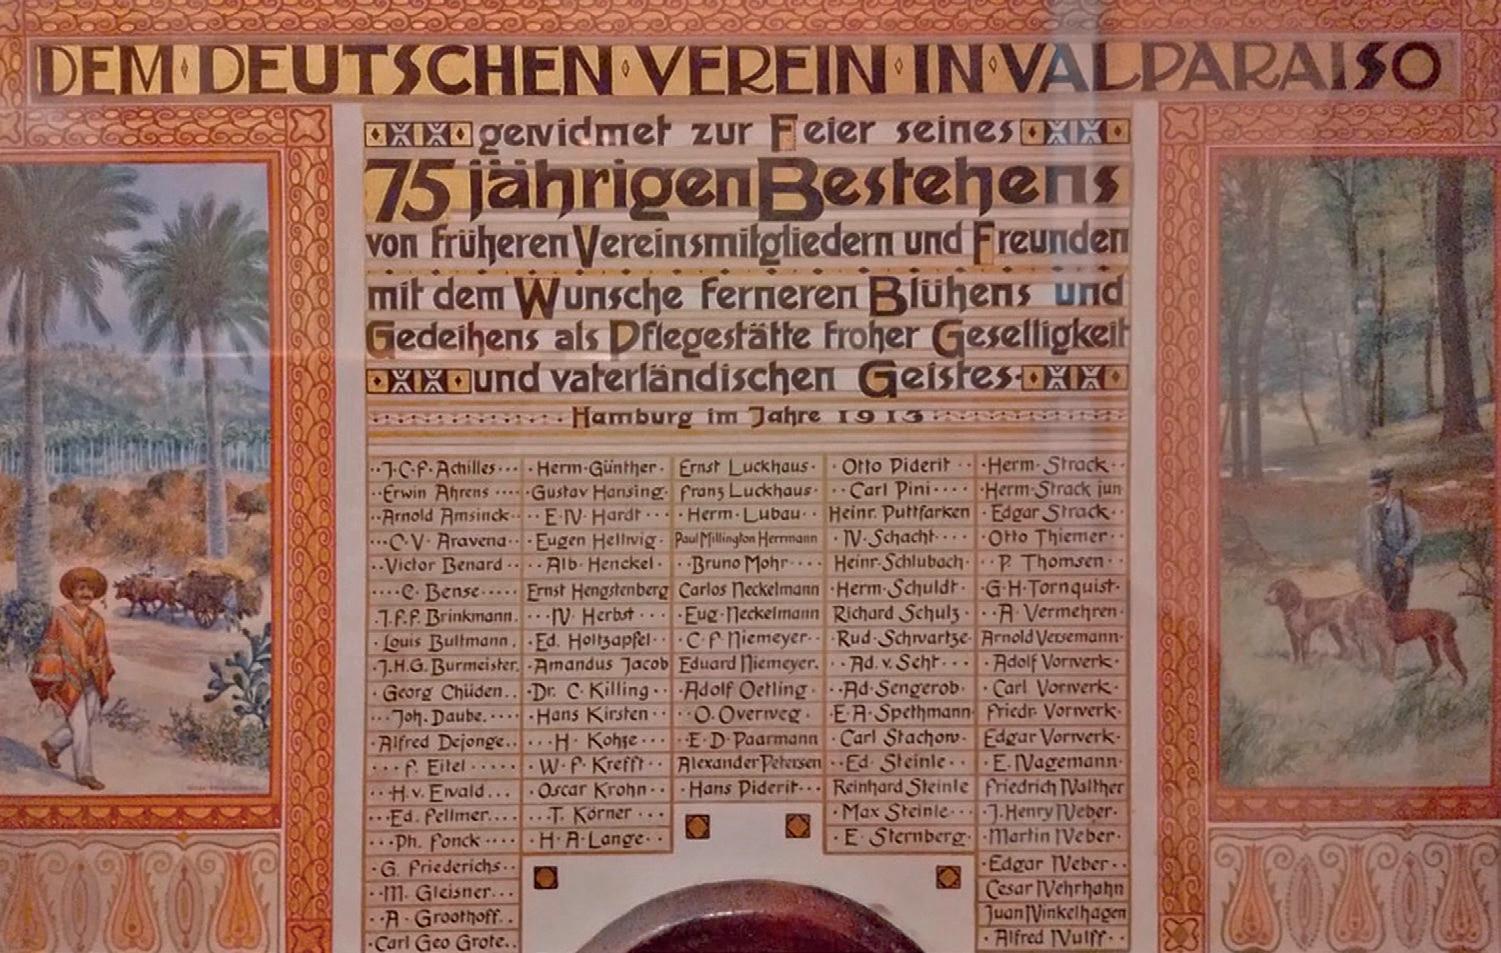 DEM DEUTSCHEN VEREIN IN VALPARAISO
gewidmet zur Feier seines
75 jährigen Bestehens
von früheren Vereinsmitgliedern und Freunden
mit dem Wunsche ferneren Blühens und
Gedeihens als Pflegestätte froher Geselligkeit
und vaterländischen Geistes
Hamburg im Jahre 1913
J.C.F. Achilles
Erwin Ahrens
Arnold Amsinck
C.V. Aravena
Victor Benard
C. Bense
J.F.F. Brinkmann
Louis Bultmann
J.H.G. Burmeister
Georg Chüden
Joh. Daube
Alfred Dejonge
F. Eitel
H.v. Ewald
Ed. Fellmer
Ph. Fonck
G. Friederichs
M. Gleisner
A. Groothoff
Carl Geo Grote
Herm. Günther
Gustav Hansing
E.W. Hardt
Eugen Hellwig
Alb. Henckel
Ernst Hengstenberg
W. Herbst
Ed. Holtzapfel
Amandus Jacob
Dr. C. Killing
Hans Kirsten
H. Kohse
W.F. Krefft
Oscar Krohn
T. Körner
H.A. Lange
Ernst Luckhaus
Franz Luckhaus
Herm. Lubau
Paul Millington Herrmann
Bruno Mohr
Carlos Neckelmann
Eug. Neckelmann
C.F. Niemeyer
Eduard Niemeyer
Adolf Oetling
O. Overweg
E.D. Paarmann
Alexander Petersen
Hans Piderit
Otto Piderit
Carl Pini
Heinr. Puttfarken
W. Schacht
Heinr. Schlubach
Herm. Schuldt
Richard Schulz
Rud. Schwartze
Ad. v. Seht
Ad. Sengerob
E.A. Spethmann
Carl Stachow
Ed. Steinle
Reinhard Steinle
Max Steinle
E. Sternberg
Herm. Strack
Herm. Strack jun
Edgar Strack
Otto Thiemer
P. Thomsen
G.H. Tornquist
A. Vermehren
Arnold Versemann
Adolf Vorwerk
Carl Vorwerk
Friedr. Vorwerk
Edgar Vorwerk
E. Wagemann
Friedrich Walther
J. Henry Weber
Martin Weber
Edgar Weber
Cesar Wehrhahn
Juan Winkelhagen
Alfred Wulff